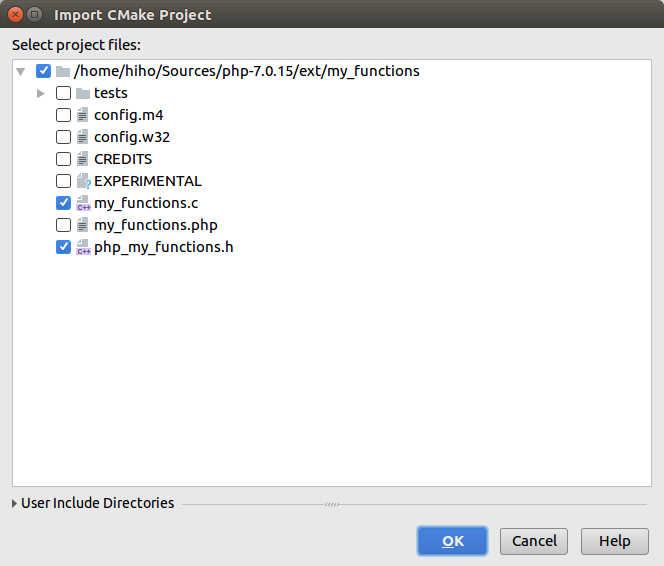 Import CMake Project
Select project files:
/home/hiho/Sources/php-7.0.15/ext/my_functions
tests
config.m4
config.w32
CREDITS
EXPERIMENTAL
my_functions.c
my_functions.php
php_my_functions.h
User Include Directories
OK Cancel Help